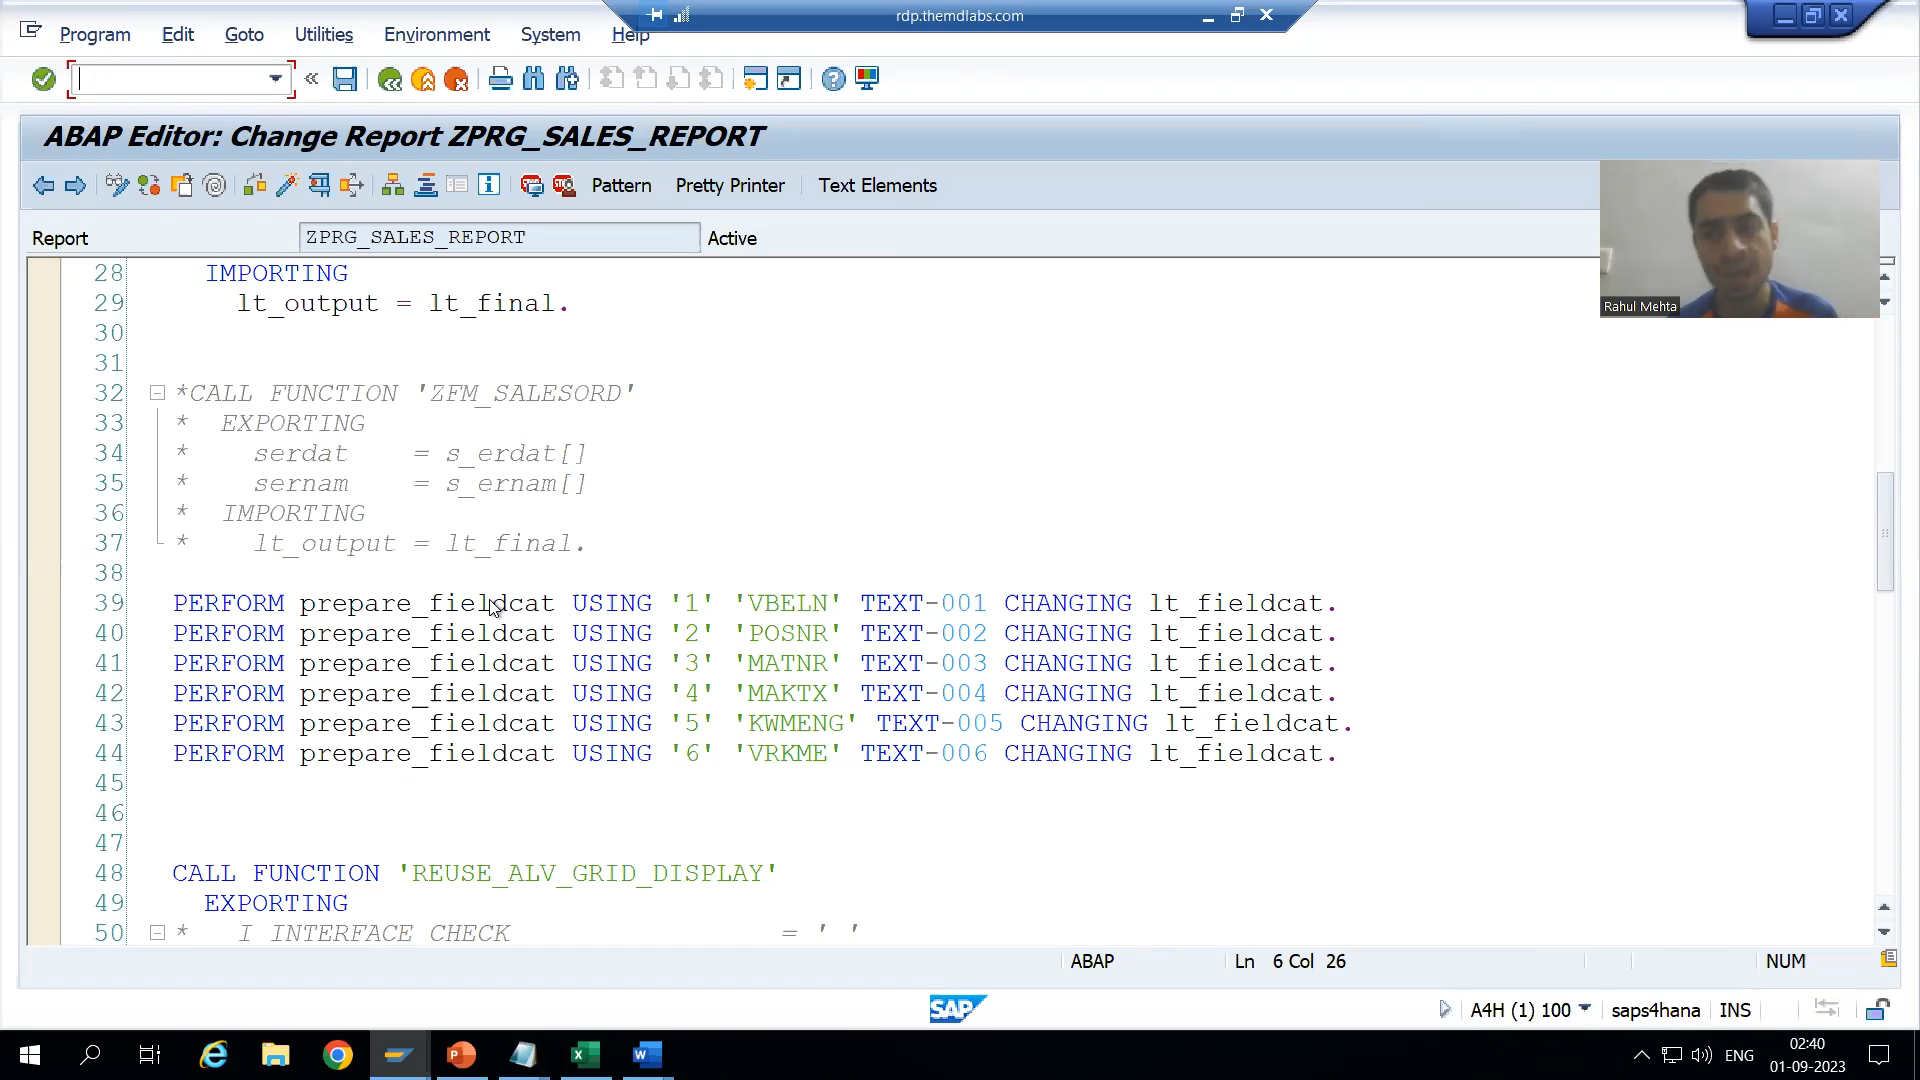 rdp.themdlabs.com
Program Edit Goto Utilities Environment System Help
ABAP Editor: Change Report ZPRG_SALES_REPORT
Pattern Pretty Printer Text Elements
Report ZPRG_SALES_REPORT Active
Rahul Mehta
28 IMPORTING
29 lt_output = lt_final.
30
31
32 *CALL FUNCTION 'ZFM_SALESORD'
33 * EXPORTING
34 * serdat = s_erdat[]
35 * sernam = s_ernam[]
36 * IMPORTING
37 * lt_output = lt_final.
38
39 PERFORM prepare_fieldcat USING '1' 'VBELN' TEXT-001 CHANGING lt_fieldcat.
40 PERFORM prepare_fieldcat USING '2' 'POSNR' TEXT-002 CHANGING lt_fieldcat.
41 PERFORM prepare_fieldcat USING '3' 'MATNR' TEXT-003 CHANGING lt_fieldcat.
42 PERFORM prepare_fieldcat USING '4' 'MAKTX' TEXT-004 CHANGING lt_fieldcat.
43 PERFORM prepare_fieldcat USING '5' 'KWMENG' TEXT-005 CHANGING lt_fieldcat.
44 PERFORM prepare_fieldcat USING '6' 'VRKME' TEXT-006 CHANGING lt_fieldcat.
45
46
47
48 CALL FUNCTION 'REUSE_ALV_GRID_DISPLAY'
49 EXPORTING
50 * I_INTERFACE_CHECK = ' '
ABAP Ln 6 Col 26 NUM
SAP A4H (1) 100 saps4hana INS
ENG 02:40
01-09-2023